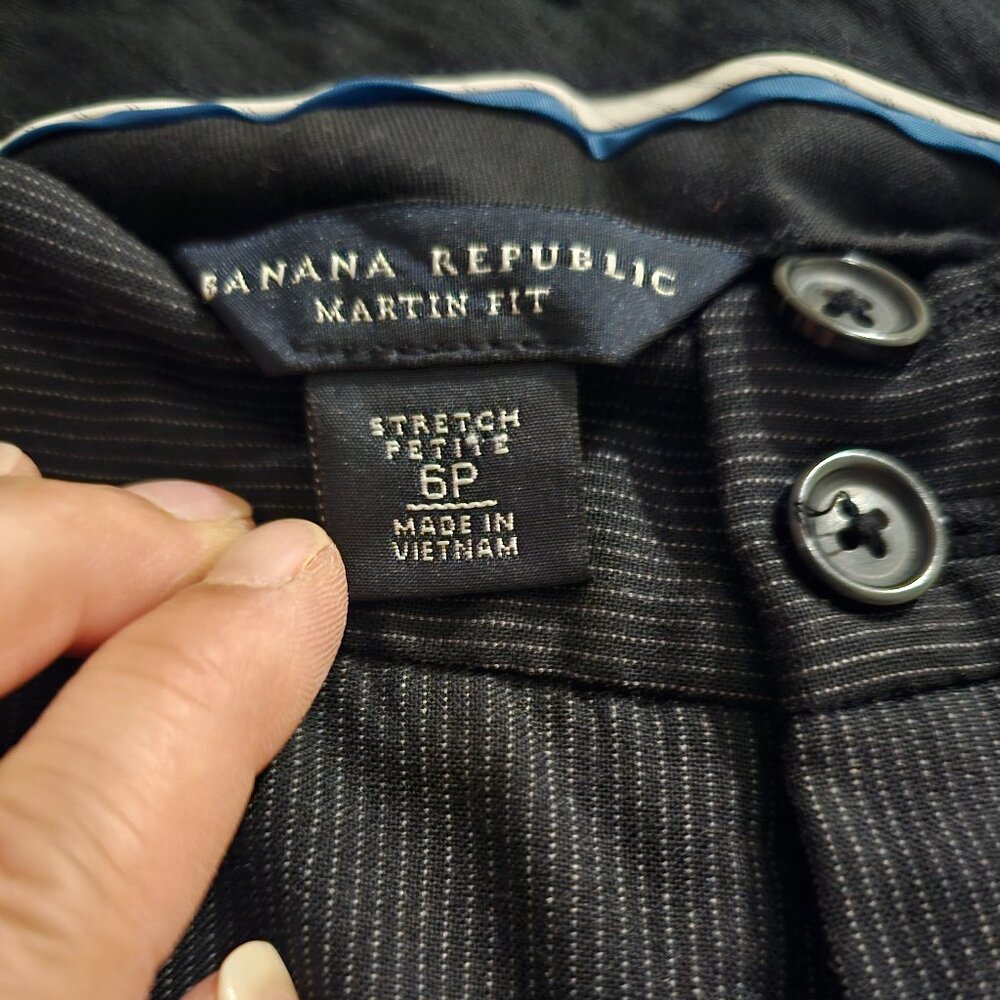 BANANA REPUBLIC
MARTIN FIT
STRETCH
PETITE
6P
MADE IN
VIETNAM